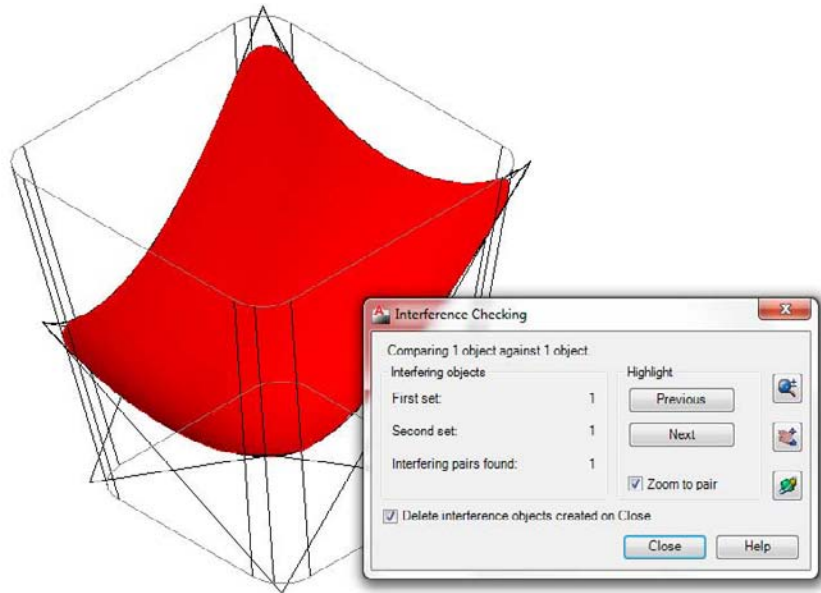 Interference Checking
Comparing 1 object against 1 object.
Interfering objects
First set: 1
Second set: 1
Interfering pairs found: 1
Highlight
Previous
Next
Zoom to pair
Delete interference objects created on Close
Close Help